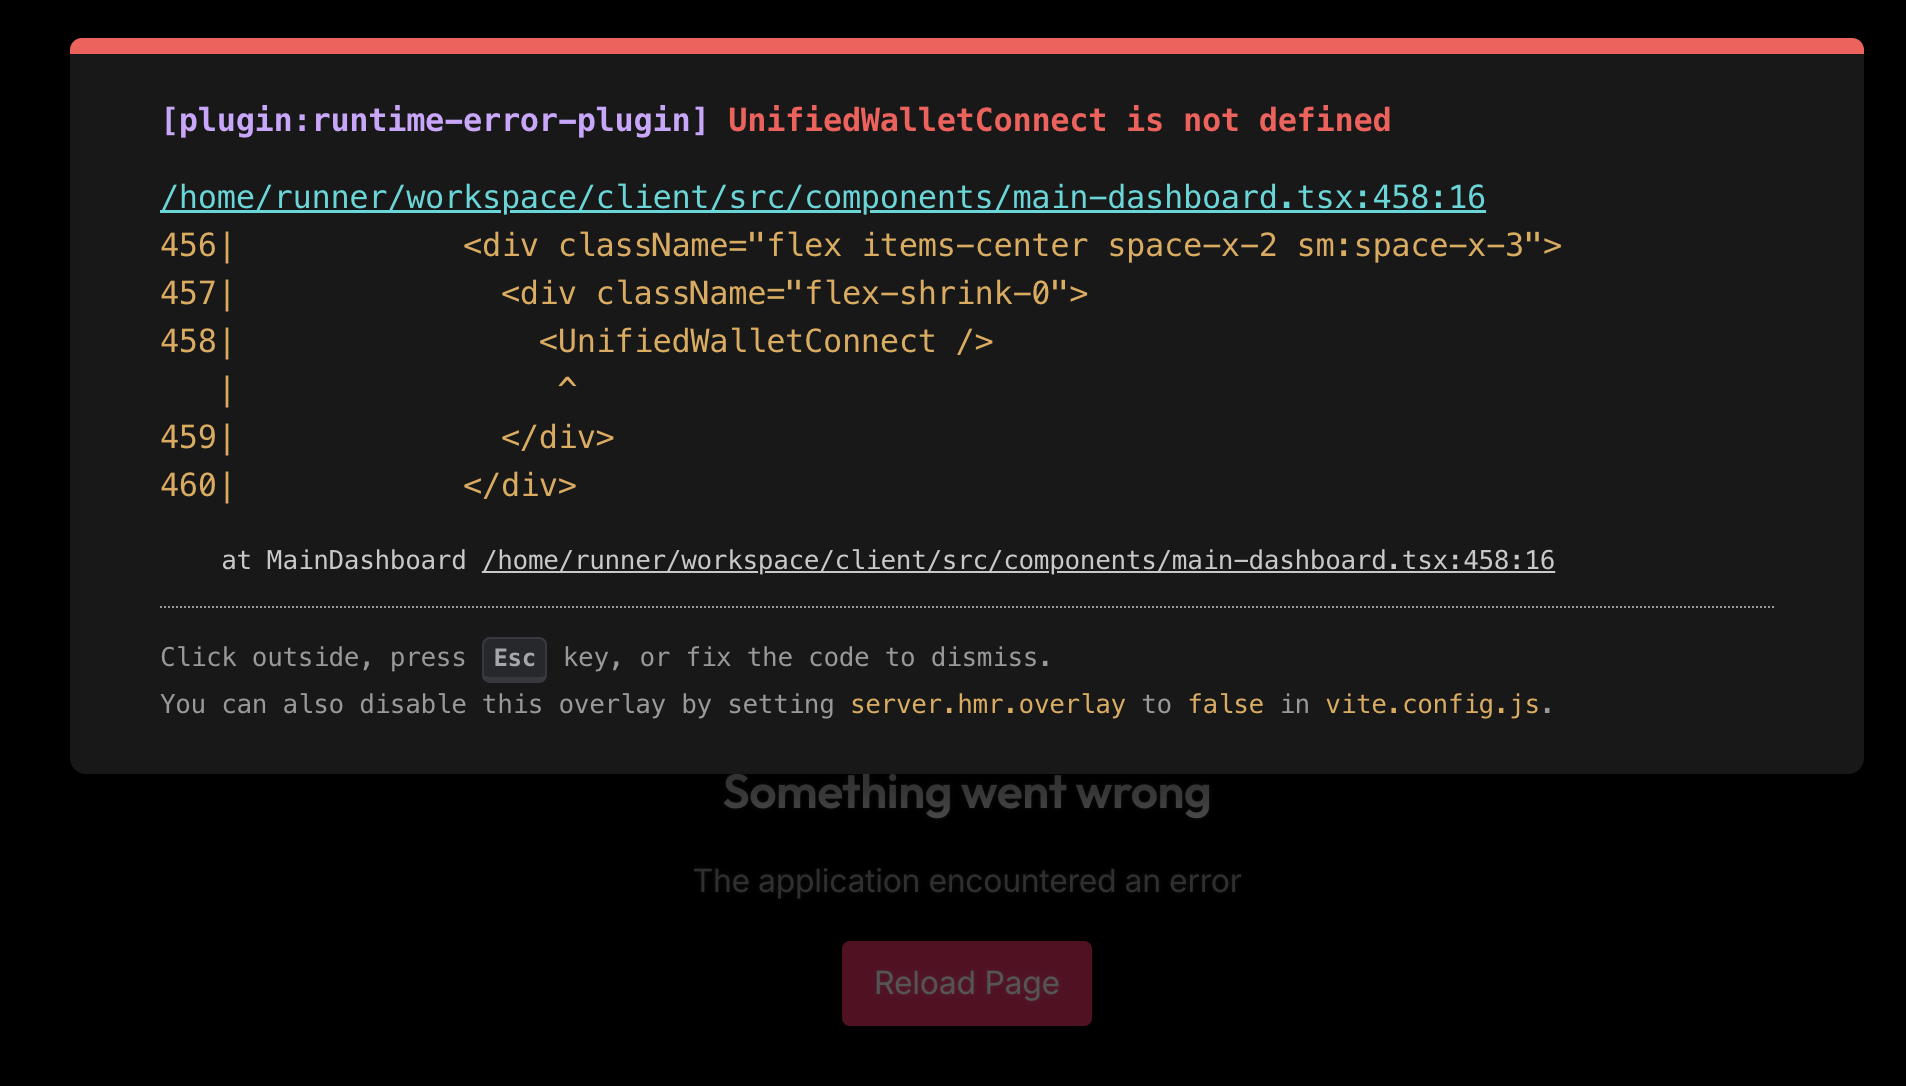 [plugin:runtime-error-plugin] UnifiedWalletConnect is not defined
/home/runner/workspace/client/src/components/main-dashboard.tsx:458:16
456|            <div className="flex items-center space-x-2 sm:space-x-3">
457|              <div className="flex-shrink-0">
458|                <UnifiedWalletConnect />
   |                 ^
459|              </div>
460|            </div>
    at MainDashboard /home/runner/workspace/client/src/components/main-dashboard.tsx:458:16
Click outside, press Esc key, or fix the code to dismiss.
You can also disable this overlay by setting server.hmr.overlay to false in vite.config.js.
Something went wrong
The application encountered an error
Reload Page